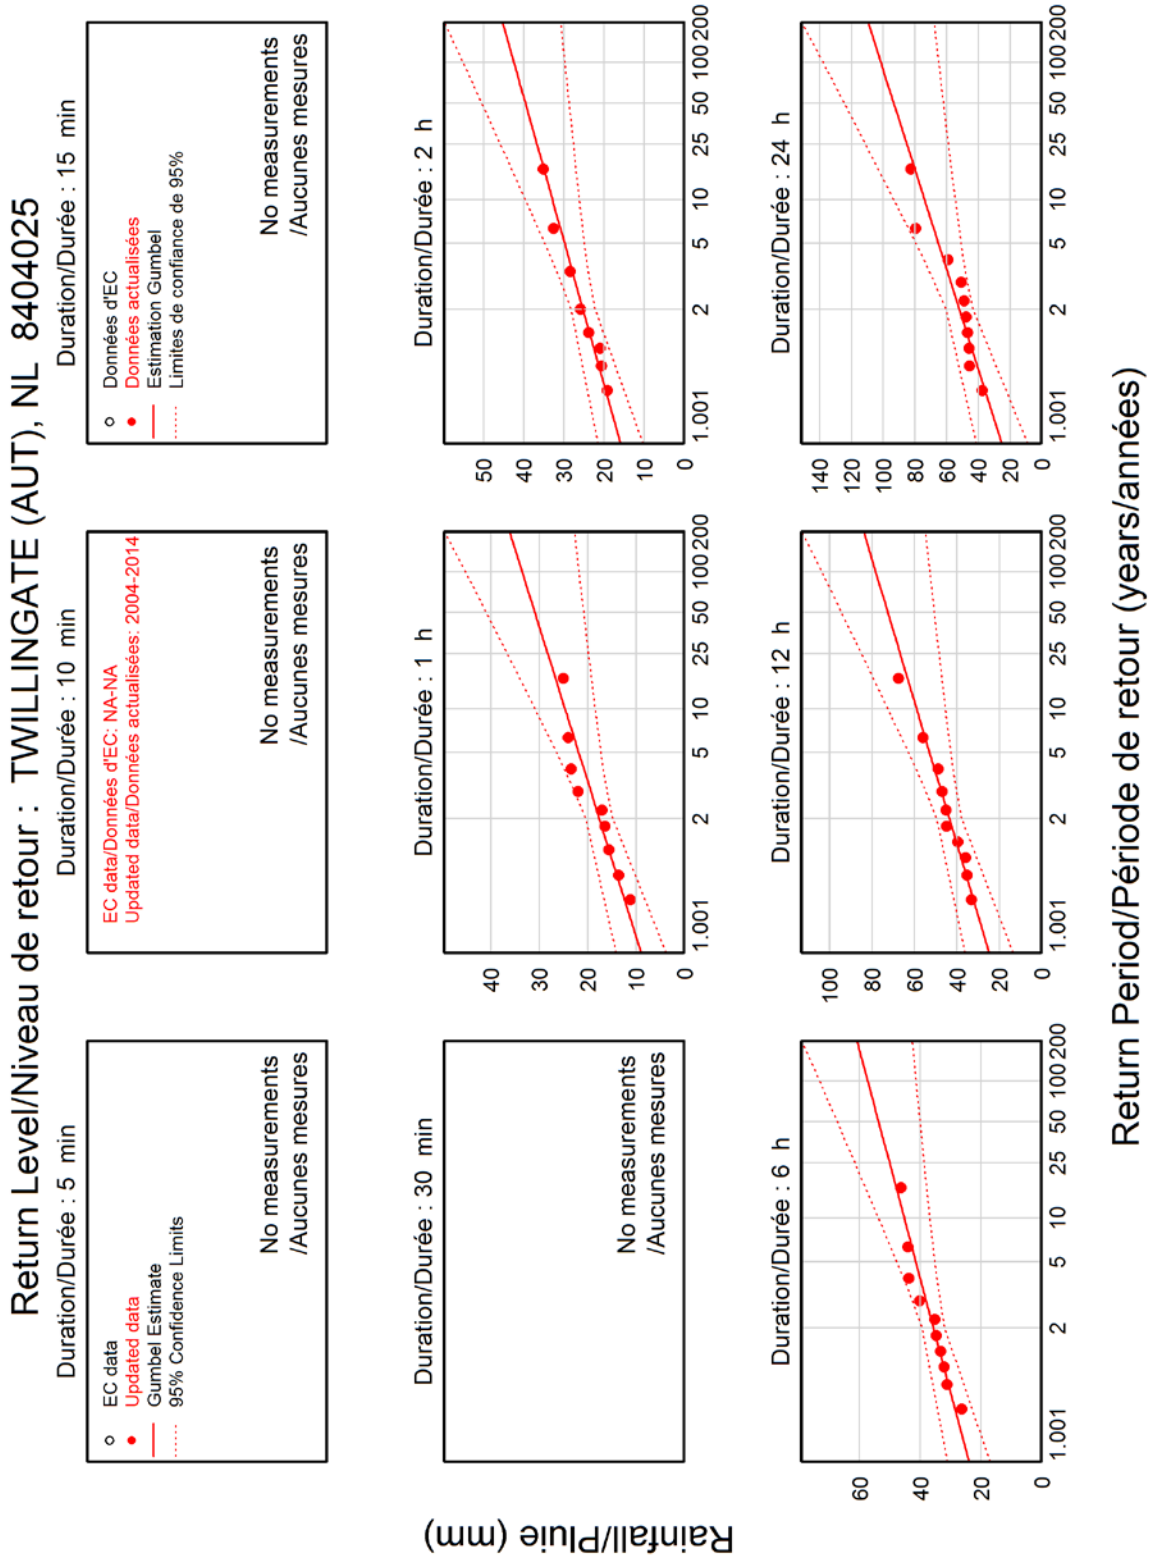 Return Level/Niveau de retour : TWILLINGATE (AUT), NL 8404025
Duration/Durée : 5 min
EC data
Updated data
Gumbel Estimate
95% Confidence Limits
No measurements
/Aucunes mesures
Duration/Durée : 10 min
EC data/Données d'EC: NA-NA
Updated data/Données actualisées: 2004-2014
No measurements
/Aucunes mesures
Duration/Durée : 15 min
Données d'EC
Données actualisées
Estimation Gumbel
Limites de confiance de 95%
No measurements
/Aucunes mesures
Rainfall/Pluie (mm)
Duration/Durée : 30 min
No measurements
/Aucunes mesures
Duration/Durée : 1 h
40
30
20
10
0
1.001 2 5 10 25 50 100 200
Duration/Durée : 2 h
50
40
30
20
10
0
1.001 2 5 10 25 50 100 200
Duration/Durée : 6 h
60
40
20
0
1.001 2 5 10 25 50 100 200
Duration/Durée : 12 h
100
80
60
40
20
0
1.001 2 5 10 25 50 100 200
Duration/Durée : 24 h
140
120
100
80
60
40
20
0
1.001 2 5 10 25 50 100 200
Return Period/Période de retour (years/années)